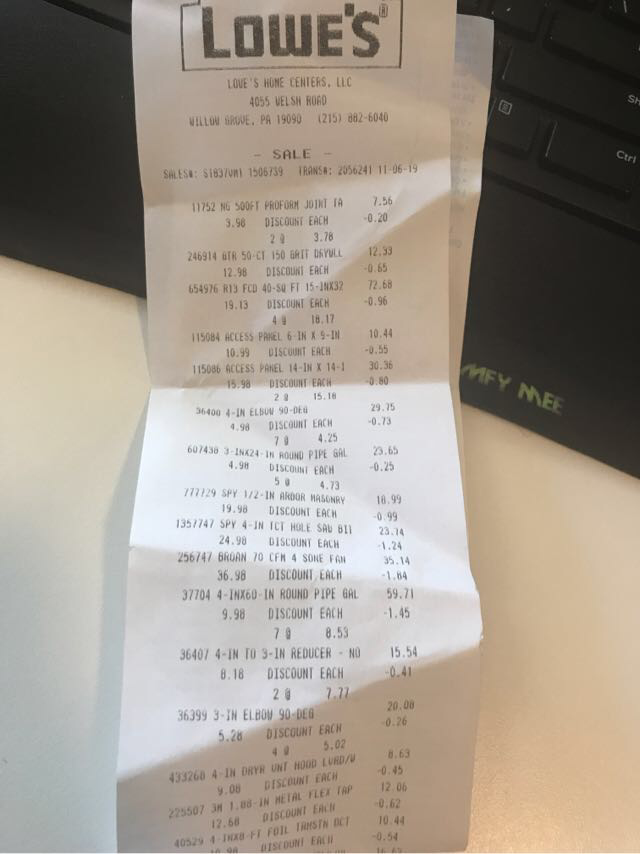 LOWE'S®
LOWE'S HOME CENTERS, LLC
4055 WELSH ROAD
WILLOW GROVE, PA 19090 (215) 882-6040
- SALE -
SALES#: S1837VM1 1506739 TRANS#: 2056241 11-06-19
11752 NG 500FT PROFORM JOINT TA 7.56
3.98 DISCOUNT EACH -0.20
2 @ 3.78
246914 GTR 50-CT 150 GRIT DRYWLL 12.33
12.98 DISCOUNT EACH -0.65
654976 R13 FCD 40-SQ FT 15-INX32 72.68
19.13 DISCOUNT EACH -0.96
4 @ 18.17
115084 ACCESS PANEL 6-IN X 9-IN 10.44
10.99 DISCOUNT EACH -0.55
115086 ACCESS PANEL 14-IN X 14-I 30.36
15.98 DISCOUNT EACH -0.80
2 @ 15.18
36400 4-IN ELBOW 90-DEG 29.75
4.98 DISCOUNT EACH -0.73
7 @ 4.25
607438 3-INX24-IN ROUND PIPE GAL 23.65
4.98 DISCOUNT EACH -0.25
5 @ 4.73
777729 SPY 1/2-IN ARBOR MASONRY 18.99
19.98 DISCOUNT EACH -0.99
1357747 SPY 4-IN TCT HOLE SAW BI1 23.74
24.98 DISCOUNT EACH -1.24
256747 BROAN 70 CFM 4 SONE FAN 35.14
36.98 DISCOUNT EACH -1.84
37704 4-INX60-IN ROUND PIPE GAL 59.71
9.98 DISCOUNT EACH -1.45
7 @ 8.53
36407 4-IN TO 3-IN REDUCER - NO 15.54
8.18 DISCOUNT EACH -0.41
2 @ 7.77
36399 3-IN ELBOW 90-DEG 20.08
5.28 DISCOUNT EACH -0.26
4 @ 5.02
433260 4-IN DRYR VNT HOOD LVRD/W 8.63
9.08 DISCOUNT EACH -0.45
225507 3M 1.88-IN METAL FLEX TAP 12.06
12.68 DISCOUNT EACH -0.62
40529 4-INX8-FT FOIL TRNSTN DCT 10.44
10.98 DISCOUNT EACH -0.54
Ctrl